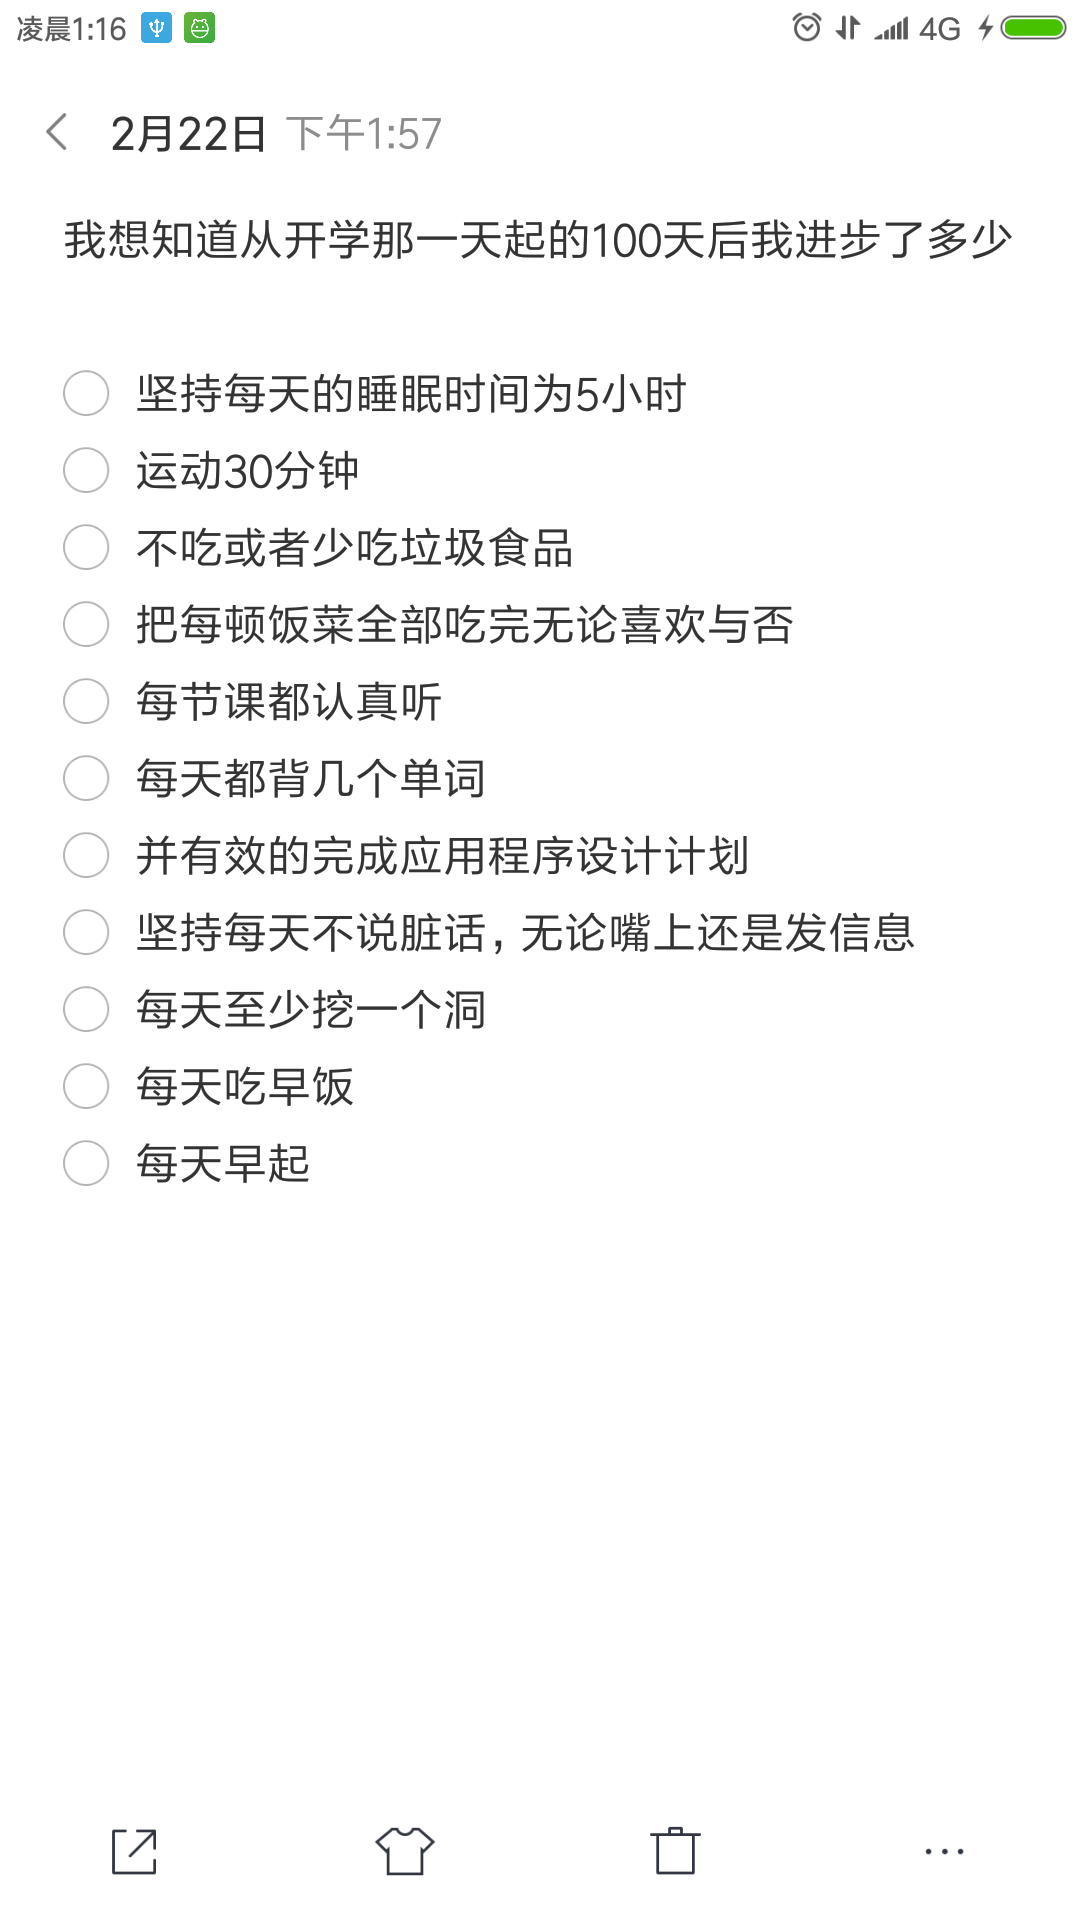 凌晨1:16 4G
2月22日 下午1:57
我想知道从开学那一天起的100天后我进步了多少
坚持每天的睡眠时间为5小时
运动30分钟
不吃或者少吃垃圾食品
把每顿饭菜全部吃完无论喜欢与否
每节课都认真听
每天都背几个单词
并有效的完成应用程序设计计划
坚持每天不说脏话，无论嘴上还是发信息
每天至少挖一个洞
每天吃早饭
每天早起